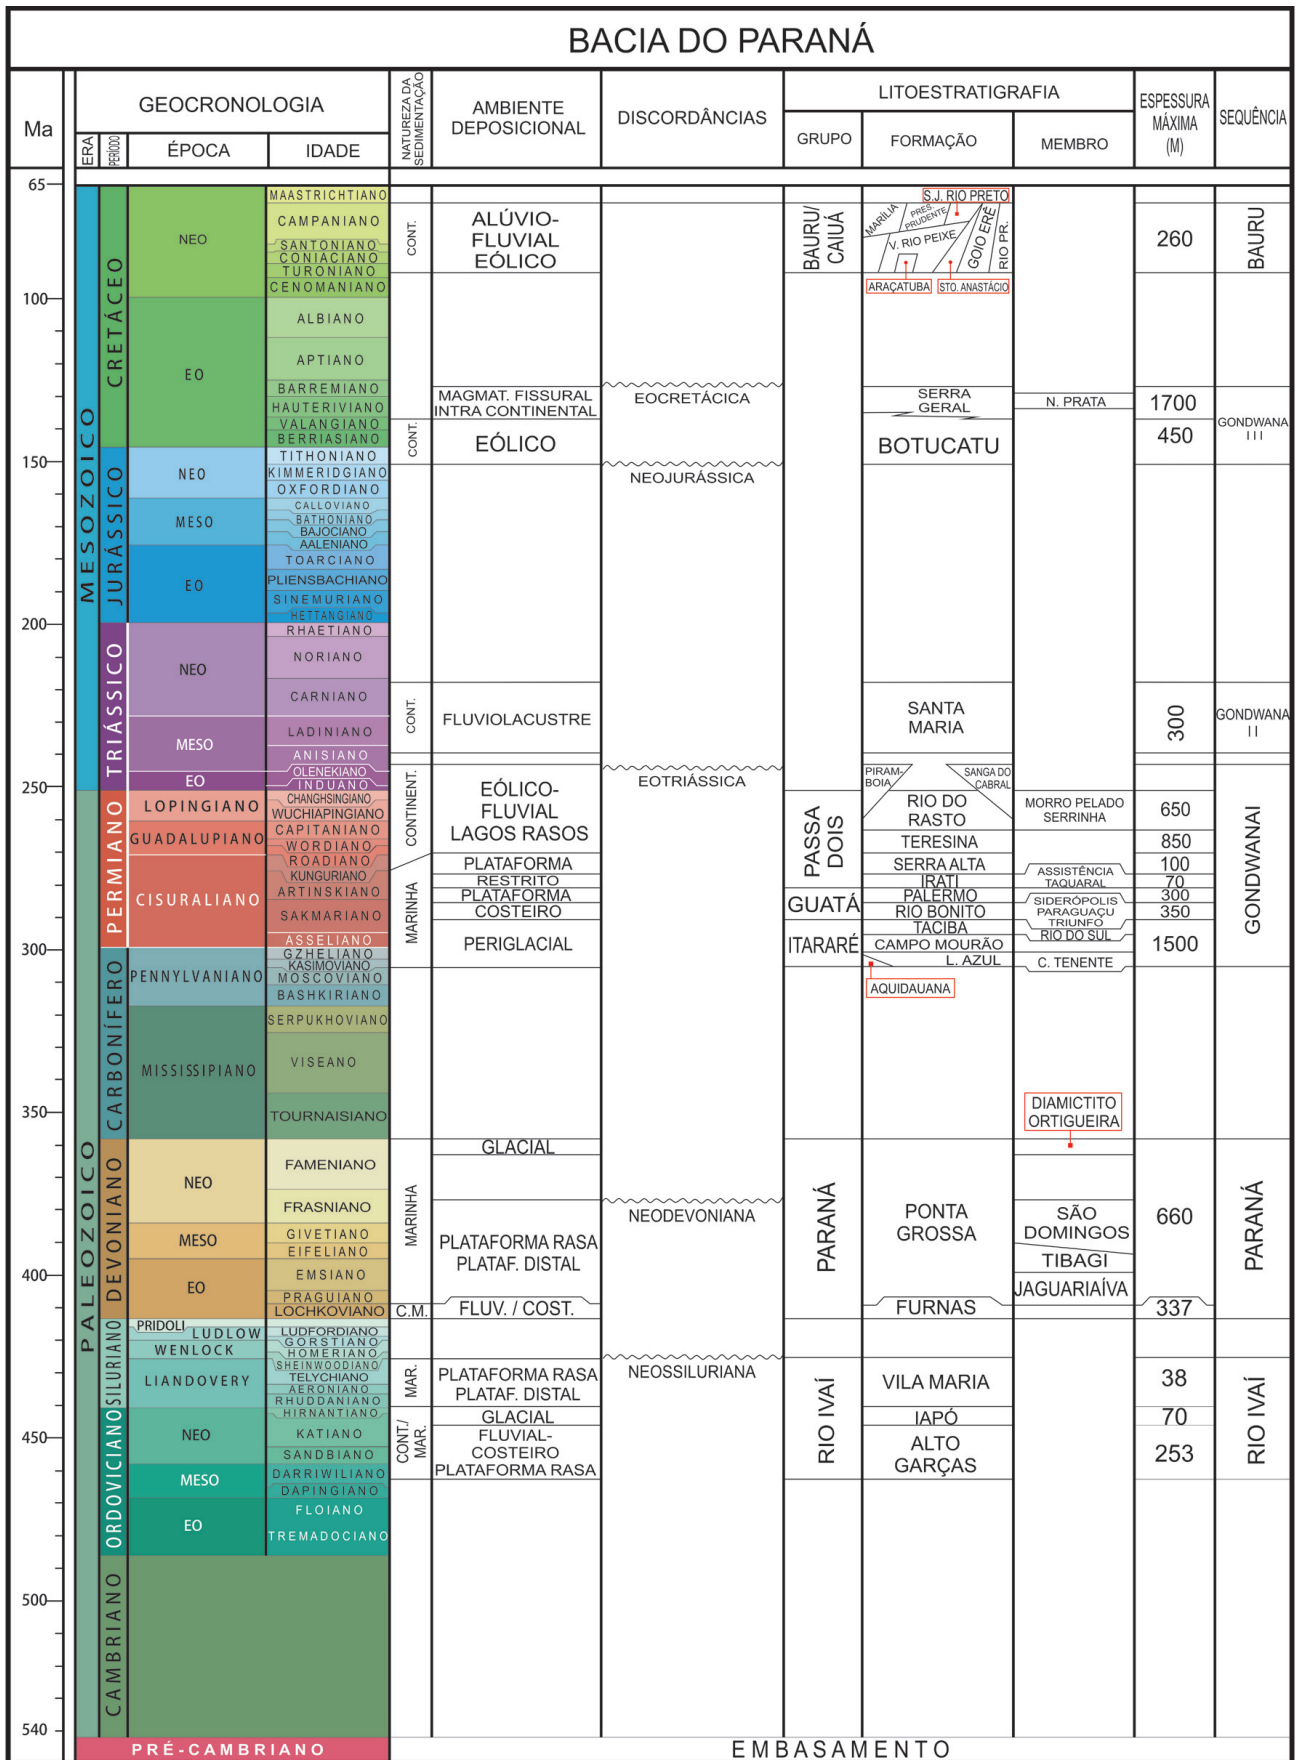 BACIA DO PARANÁ
Ma
GEOCRONOLOGIA
ERA
PERÍODO
ÉPOCA
IDADE
NATUREZA DA
SEDIMENTAÇÃO
AMBIENTE
DEPOSICIONAL
DISCORDÂNCIAS
LITOESTRATIGRAFIA
GRUPO
FORMAÇÃO
MEMBRO
ESPESSURA
MÁXIMA
(M)
SEQUÊNCIA
65
100
150
200
250
300
350
400
450
500
540
MESOZOICO
PALEOZOICO
CRETÁCEO
JURÁSSICO
TRIÁSSICO
PERMIANO
CARBONÍFERO
DEVONIANO
SILURIANO
ORDOVICIANO
CAMBRIANO
NEO
EO
NEO
MESO
EO
NEO
MESO
EO
LOPINGIANO
GUADALUPIANO
CISURALIANO
PENNYLVANIANO
MISSISSIPIANO
NEO
MESO
EO
PRIDOLI
LUDLOW
WENLOCK
LIANDOVERY
NEO
MESO
EO
MAASTRICHTIANO
CAMPANIANO
SANTONIANO
CONIACIANO
TURONIANO
CENOMANIANO
ALBIANO
APTIANO
BARREMIANO
HAUTERIVIANO
VALANGIANO
BERRIASIANO
TITHONIANO
KIMMERIDGIANO
OXFORDIANO
CALLOVIANO
BATHONIANO
BAJOCIANO
AALENIANO
TOARCIANO
PLIENSBACHIANO
SINEMURIANO
HETTANGIANO
RHAETIANO
NORIANO
CARNIANO
LADINIANO
ANISIANO
OLENEKIANO
INDUANO
CHANGHSINGIANO
WUCHIAPINGIANO
CAPITANIANO
WORDIANO
ROADIANO
KUNGURIANO
ARTINSKIANO
SAKMARIANO
ASSELIANO
GZHELIANO
KASIMOVIANO
MOSCOVIANO
BASHKIRIANO
SERPUKHOVIANO
VISEANO
TOURNAISIANO
FAMENIANO
FRASNIANO
GIVETIANO
EIFELIANO
EMSIANO
PRAGUIANO
LOCHKOVIANO
LUDFORDIANO
GORSTIANO
HOMERIANO
SHEINWOODIANO
TELYCHIANO
AERONIANO
RHUDDANIANO
HIRNANTIANO
KATIANO
SANDBIANO
DARRIWILIANO
DAPINGIANO
FLOIANO
TREMADOCIANO
CONT.
CONT.
CONT.
CONTINENT.
MARINHA
MARINHA
C.M.
MAR.
CONT./
MAR.
ALÚVIO-
FLUVIAL
EÓLICO
MAGMAT. FISSURAL
INTRA CONTINENTAL
EÓLICO
FLUVIOLACUSTRE
EÓLICO-
FLUVIAL
LAGOS RASOS
PLATAFORMA
RESTRITO
PLATAFORMA
COSTEIRO
PERIGLACIAL
GLACIAL
PLATAFORMA RASA
PLATAF. DISTAL
FLUV. / COST.
PLATAFORMA RASA
PLATAF. DISTAL
GLACIAL
FLUVIAL-
COSTEIRO
PLATAFORMA RASA
EOCRETÁCICA
NEOJURÁSSICA
EOTRIÁSSICA
NEODEVONIANA
NEOSSILURIANA
BAURU/
CAIUÁ
PASSA
DOIS
GUATÁ
ITARARÉ
PARANÁ
RIO IVAÍ
S.J. RIO PRETO
MARÍLIA
PRES.
PRUDENTE
V. RIO PEIXE
GOIO ERÉ
RIO PR.
ARAÇATUBA
STO. ANASTÁCIO
SERRA
GERAL
BOTUCATU
SANTA
MARIA
PIRAM-
BOIA
SANGA DO
CABRAL
RIO DO
RASTO
TERESINA
SERRA ALTA
IRATI
PALERMO
RIO BONITO
TACIBA
CAMPO MOURÃO
L. AZUL
AQUIDAUANA
PONTA
GROSSA
FURNAS
VILA MARIA
IAPÓ
ALTO
GARÇAS
N. PRATA
MORRO PELADO
SERRINHA
ASSISTÊNCIA
TAQUARAL
SIDERÓPOLIS
PARAGUAÇU
TRIUNFO
RIO DO SUL
C. TENENTE
DIAMICTITO
ORTIGUEIRA
SÃO
DOMINGOS
TIBAGI
JAGUARIAÍVA
260
1700
450
300
650
850
100
70
300
350
1500
660
337
38
70
253
BAURU
GONDWANA
III
GONDWANA
II
GONDWANAI
PARANÁ
RIO IVAÍ
PRÉ-CAMBRIANO
EMBASAMENTO